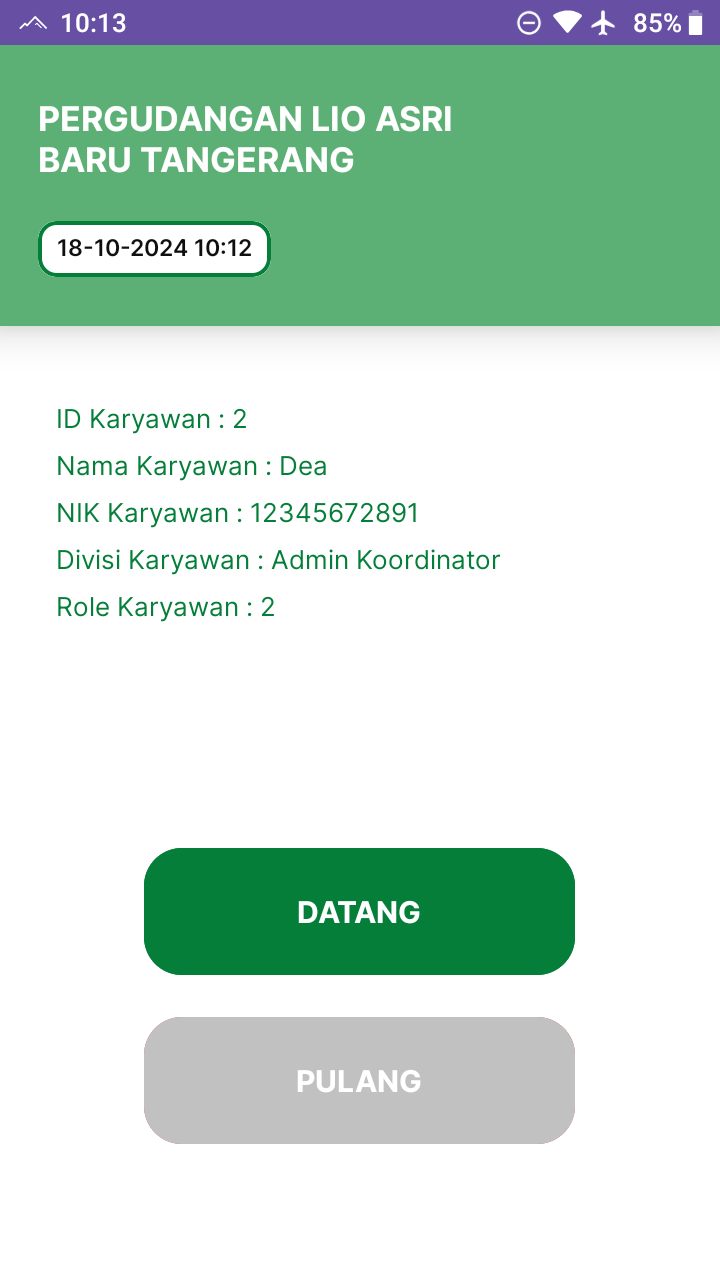 10:13
85%
PERGUDANGAN LIO ASRI
BARU TANGERANG
18-10-2024 10:12
ID Karyawan : 2
Nama Karyawan : Dea
NIK Karyawan : 12345672891
Divisi Karyawan : Admin Koordinator
Role Karyawan : 2
DATANG
PULANG